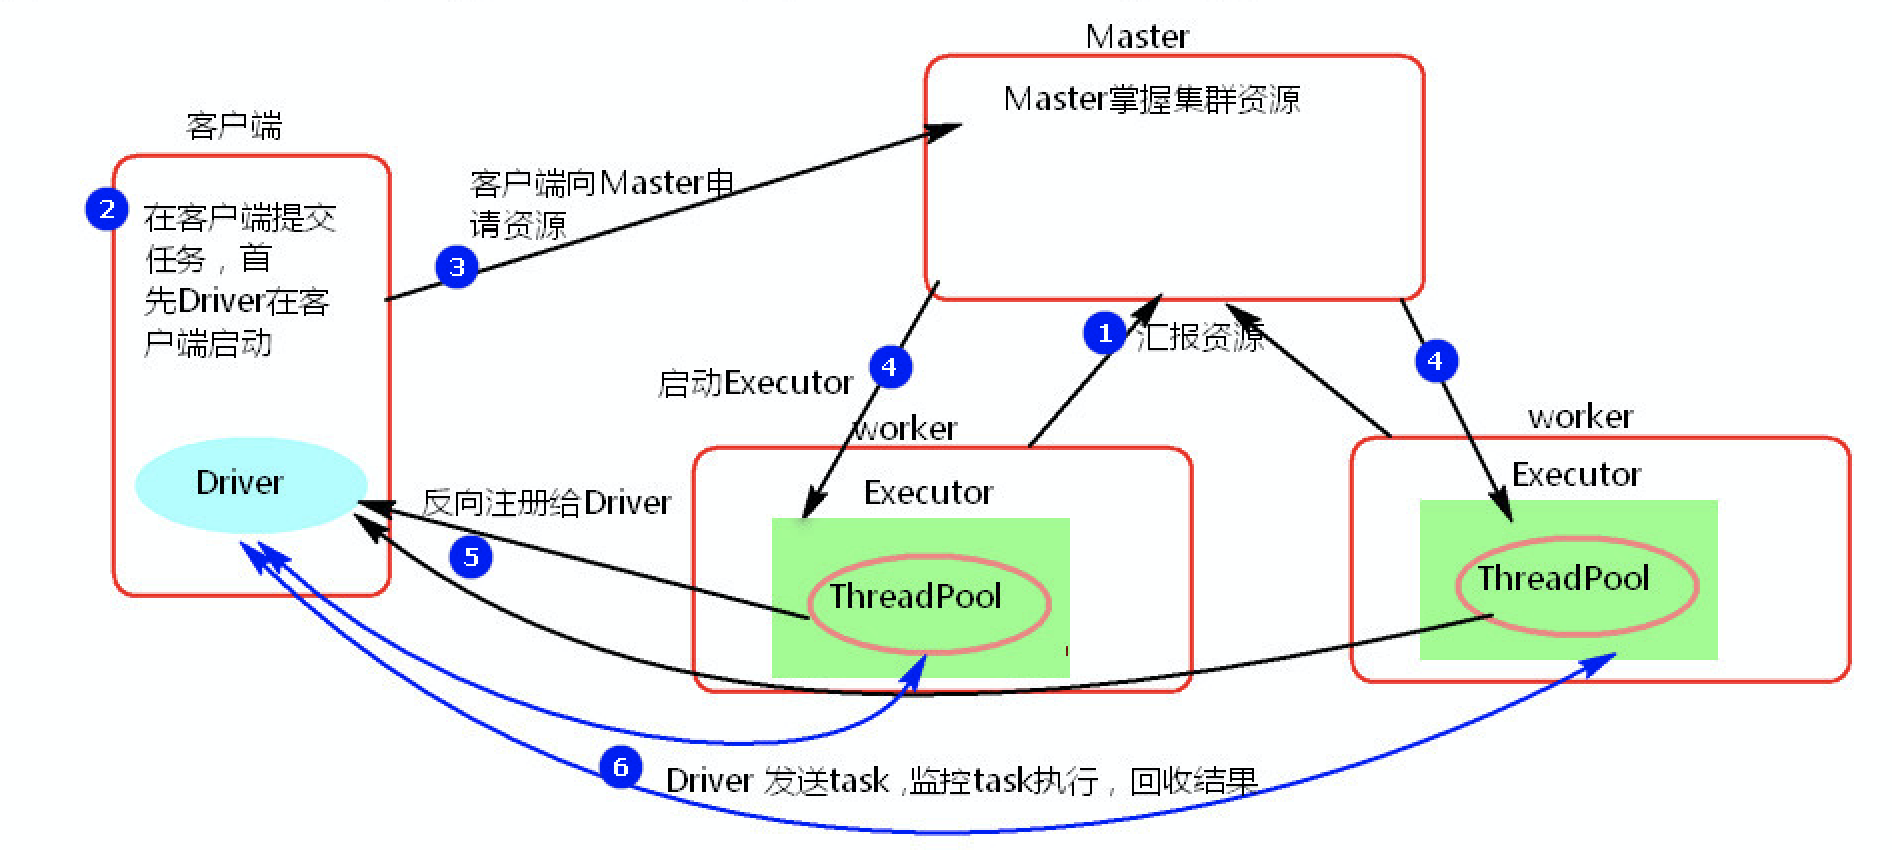 Master
Master掌握集群资源
客户端
2
在客户端提交
任务，首
先Driver在客
户端启动
客户端向Master申
请资源
3
1
汇报资源
4
4
启动Executor
worker
worker
Executor
Executor
Driver
反向注册给Driver
5
ThreadPool
ThreadPool
6
Driver 发送task ,监控task执行，回收结果